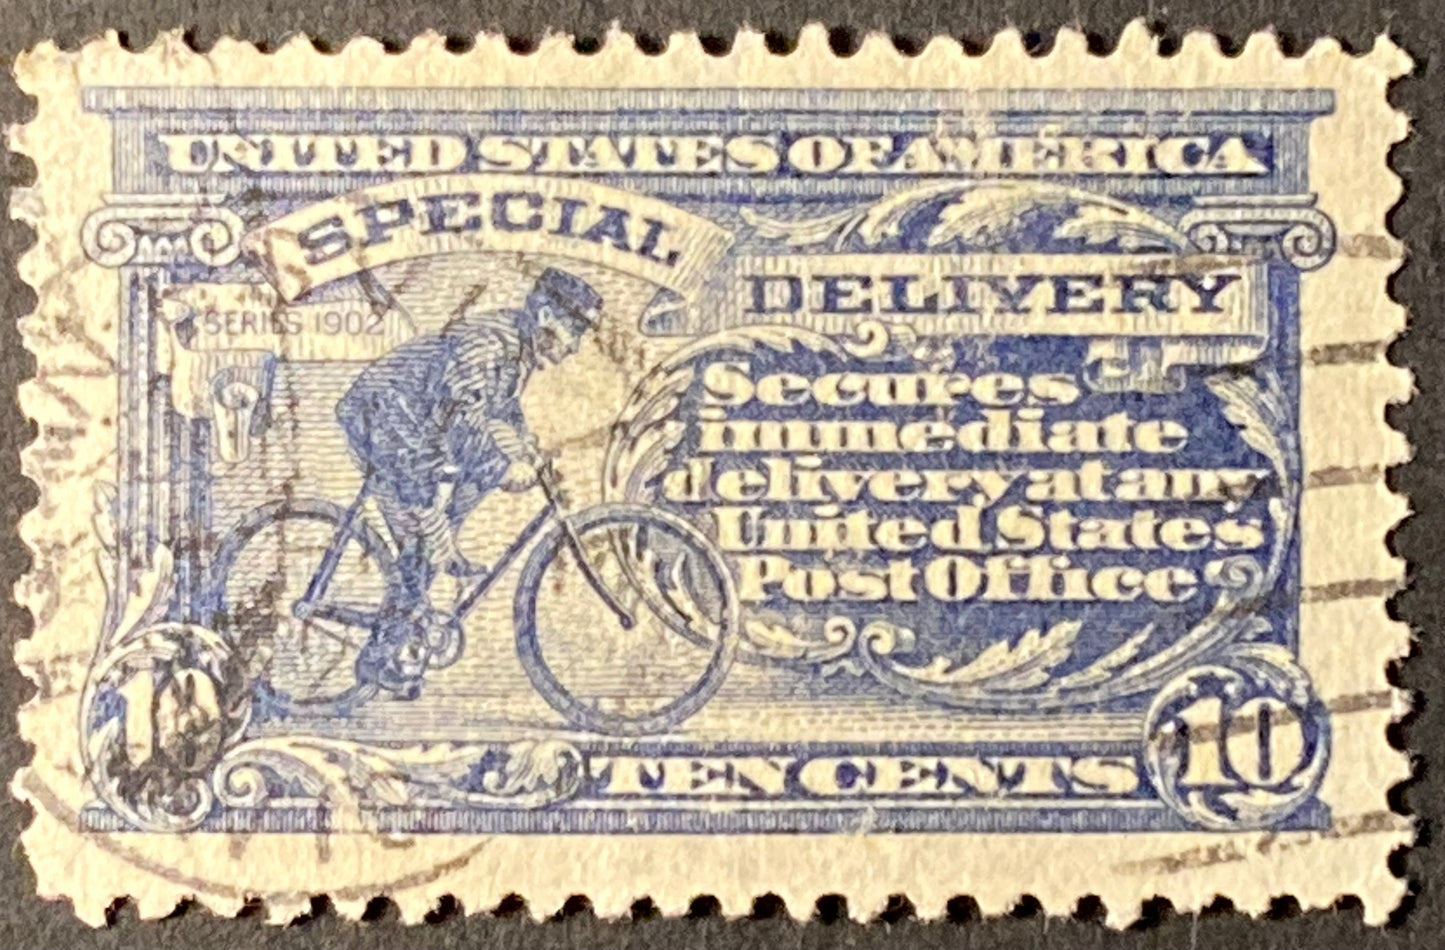 UNITED STATES OF AMERICA
SPECIAL
DELIVERY
SERIES 1902
Secures
immediate
delivery at any
United States
Post Office
10
TEN CENTS
10